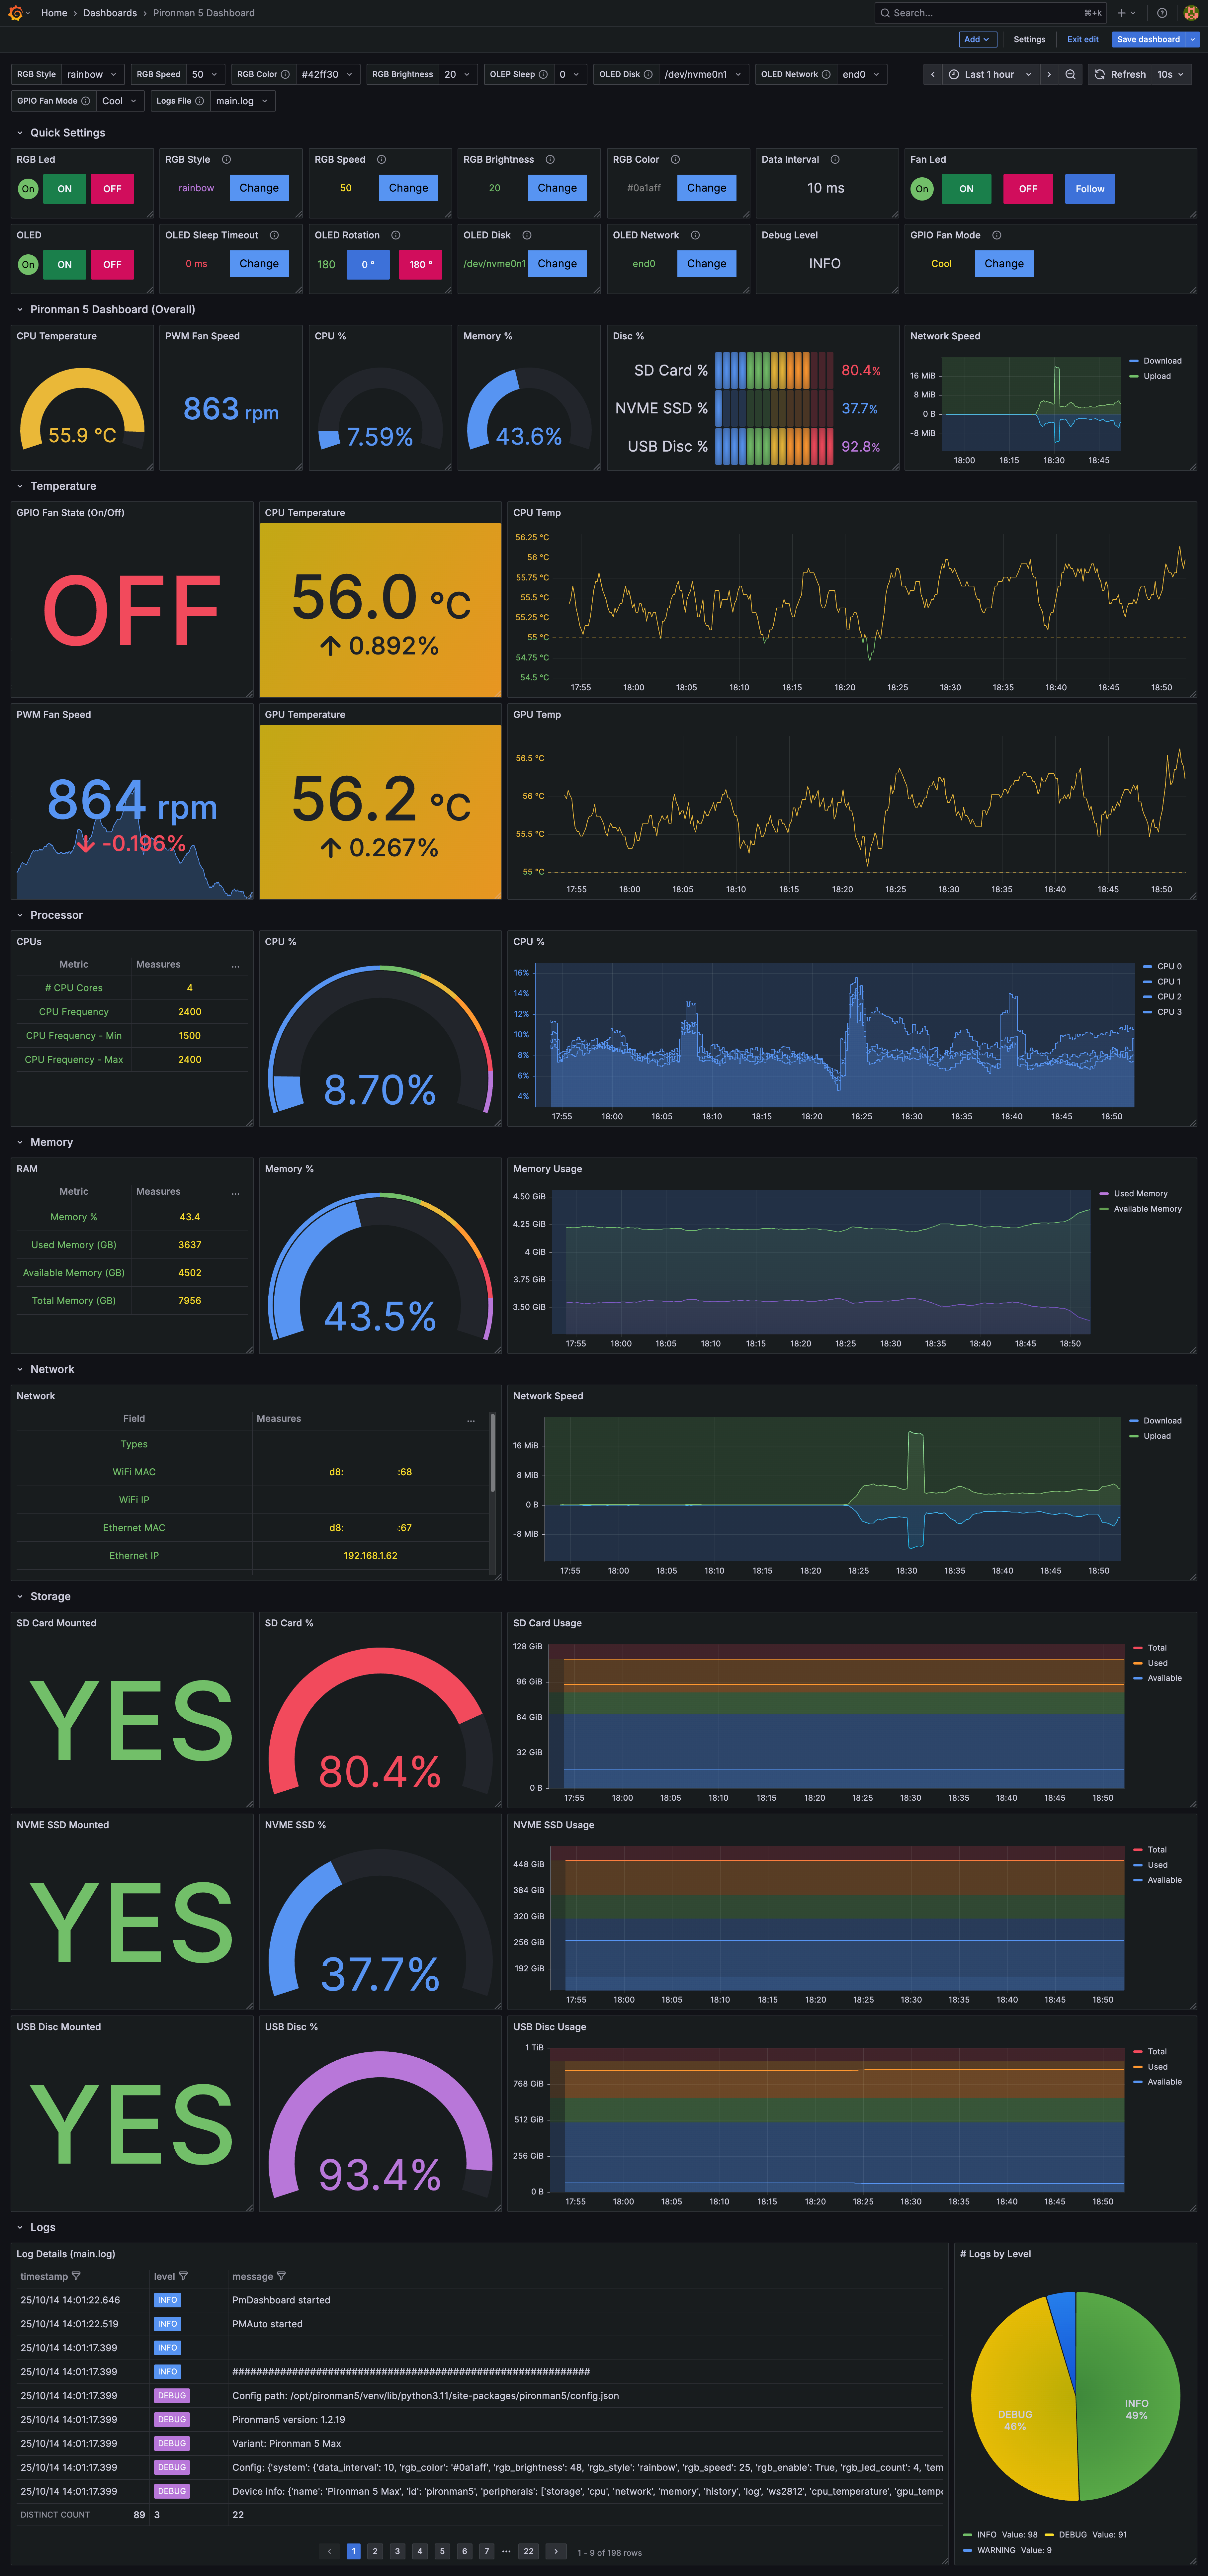 Home › Dashboards › Pironman 5 Dashboard
Search... ⌘+k
Add Settings Exit edit Save dashboard
RGB Style rainbow RGB Speed 50 RGB Color #42ff30 RGB Brightness 20 OLEP Sleep 0 OLED Disk /dev/nvme0n1 OLED Network end0 Last 1 hour Refresh 10s
GPIO Fan Mode Cool Logs File main.log
Quick Settings
RGB Led RGB Style RGB Speed RGB Brightness RGB Color Data Interval Fan Led
On ON OFF rainbow Change 50 Change 20 Change #0a1aff Change 10 ms On ON OFF Follow
OLED OLED Sleep Timeout OLED Rotation OLED Disk OLED Network Debug Level GPIO Fan Mode
On ON OFF 0 ms Change 180 0 ° 180 ° /dev/nvme0n1 Change end0 Change INFO Cool Change
Pironman 5 Dashboard (Overall)
CPU Temperature PWM Fan Speed CPU % Memory % Disc % Network Speed
55.9 °C
863 rpm
7.59%
43.6%
SD Card % 80.4%
NVME SSD % 37.7%
USB Disc % 92.8%
16 MiB
8 MiB
0 B
-8 MiB
18:00 18:15 18:30 18:45
Download
Upload
Temperature
GPIO Fan State (On/Off)
OFF
CPU Temperature
56.0 °C
↑ 0.892%
CPU Temp
56.25 °C
56 °C
55.75 °C
55.5 °C
55.25 °C
55 °C
54.75 °C
54.5 °C
17:55 18:00 18:05 18:10 18:15 18:20 18:25 18:30 18:35 18:40 18:45 18:50
PWM Fan Speed
864 rpm
↓ -0.196%
GPU Temperature
56.2 °C
↑ 0.267%
GPU Temp
56.5 °C
56 °C
55.5 °C
55 °C
17:55 18:00 18:05 18:10 18:15 18:20 18:25 18:30 18:35 18:40 18:45 18:50
Processor
CPUs
Metric Measures ...
# CPU Cores 4
CPU Frequency 2400
CPU Frequency - Min 1500
CPU Frequency - Max 2400
CPU %
8.70%
CPU %
16%
14%
12%
10%
8%
6%
4%
17:55 18:00 18:05 18:10 18:15 18:20 18:25 18:30 18:35 18:40 18:45 18:50
CPU 0
CPU 1
CPU 2
CPU 3
Memory
RAM
Metric Measures ...
Memory % 43.4
Used Memory (GB) 3637
Available Memory (GB) 4502
Total Memory (GB) 7956
Memory %
43.5%
Memory Usage
4.50 GiB
4.25 GiB
4 GiB
3.75 GiB
3.50 GiB
17:55 18:00 18:05 18:10 18:15 18:20 18:25 18:30 18:35 18:40 18:45 18:50
Used Memory
Available Memory
Network
Network
Field Measures ...
Types
WiFi MAC d8: :68
WiFi IP
Ethernet MAC d8: :67
Ethernet IP 192.168.1.62
Network Speed
16 MiB
8 MiB
0 B
-8 MiB
17:55 18:00 18:05 18:10 18:15 18:20 18:25 18:30 18:35 18:40 18:45 18:50
Download
Upload
Storage
SD Card Mounted
YES
SD Card %
80.4%
SD Card Usage
128 GiB
96 GiB
64 GiB
32 GiB
0 B
17:55 18:00 18:05 18:10 18:15 18:20 18:25 18:30 18:35 18:40 18:45 18:50
Total
Used
Available
NVME SSD Mounted
YES
NVME SSD %
37.7%
NVME SSD Usage
448 GiB
384 GiB
320 GiB
256 GiB
192 GiB
17:55 18:00 18:05 18:10 18:15 18:20 18:25 18:30 18:35 18:40 18:45 18:50
Total
Used
Available
USB Disc Mounted
YES
USB Disc %
93.4%
USB Disc Usage
1 TiB
768 GiB
512 GiB
256 GiB
0 B
17:55 18:00 18:05 18:10 18:15 18:20 18:25 18:30 18:35 18:40 18:45 18:50
Total
Used
Available
Logs
Log Details (main.log)
timestamp level message
25/10/14 14:01:22.646 INFO PmDashboard started
25/10/14 14:01:22.519 INFO PMAuto started
25/10/14 14:01:17.399 INFO
25/10/14 14:01:17.399 INFO ############################################################
25/10/14 14:01:17.399 DEBUG Config path: /opt/pironman5/venv/lib/python3.11/site-packages/pironman5/config.json
25/10/14 14:01:17.399 DEBUG Pironman5 version: 1.2.19
25/10/14 14:01:17.399 DEBUG Variant: Pironman 5 Max
25/10/14 14:01:17.399 DEBUG Config: {'system': {'data_interval': 10, 'rgb_color': '#0a1aff', 'rgb_brightness': 48, 'rgb_style': 'rainbow', 'rgb_speed': 25, 'rgb_enable': True, 'rgb_led_count': 4, 'tem
25/10/14 14:01:17.399 DEBUG Device info: {'name': 'Pironman 5 Max', 'id': 'pironman5', 'peripherals': ['storage', 'cpu', 'network', 'memory', 'history', 'log', 'ws2812', 'cpu_temperature', 'gpu_tempe
DISTINCT COUNT 89 3 22
1 2 3 4 5 6 7 ... 22 1 - 9 of 198 rows
# Logs by Level
INFO
49%
DEBUG
46%
INFO Value: 98 DEBUG Value: 91
WARNING Value: 9